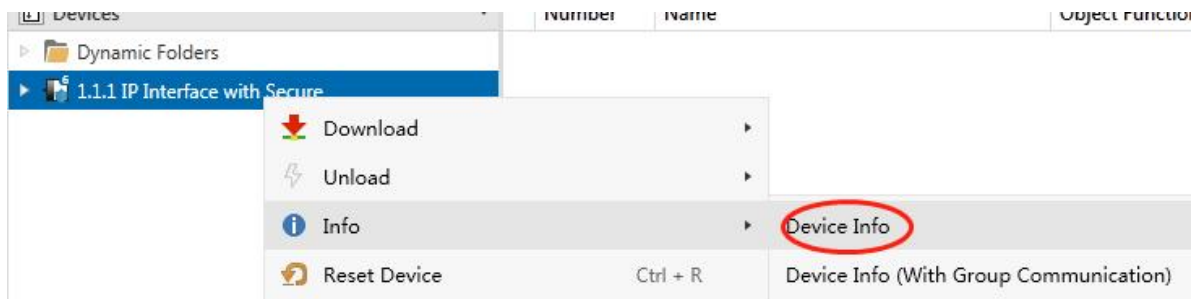 Devices Number Name Object Function
Dynamic Folders
1.1.1 IP Interface with Secure
Download
Unload
Info Device Info
Reset Device Ctrl + R Device Info (With Group Communication)